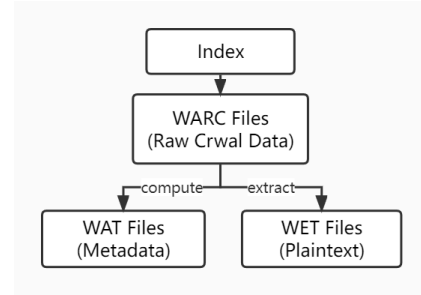 Index
WARC Files
(Raw Crwal Data)
compute
extract
WAT Files
(Metadata)
WET Files
(Plaintext)